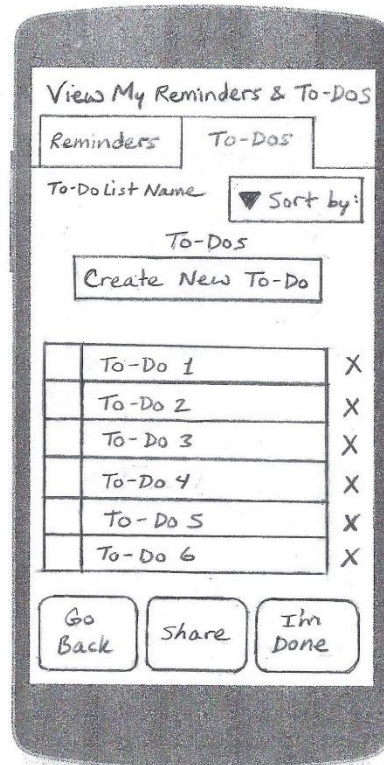 View My Reminders & To-Dos
Reminders
To-Dos
To-Do List Name
▼ Sort by:
To-Dos
Create New To-Do
To-Do 1 X
To-Do 2 X
To-Do 3 X
To-Do 4 X
To-Do 5 X
To-Do 6 X
Go
Back
Share
I'm
Done